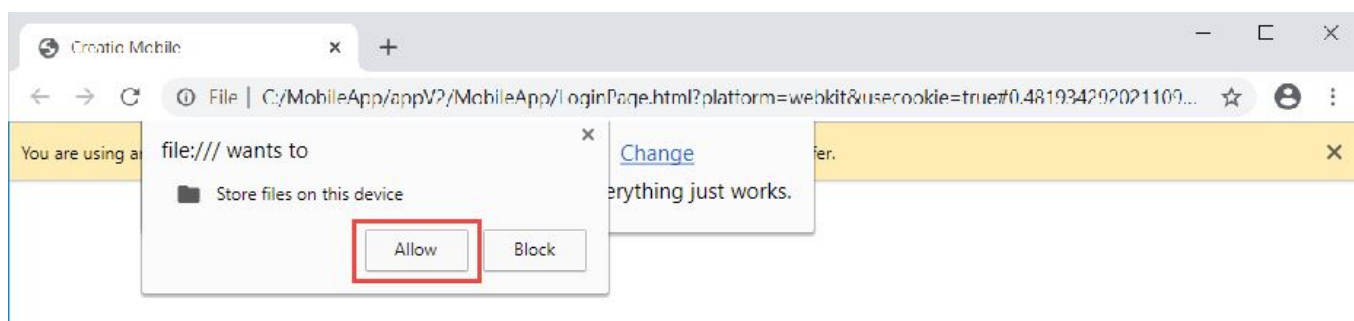 Creatio Mobile
File | C:/MobileApp/appV2/MobileApp/LoginPage.html?platform=webkit&usecookie=true#0.481934292021109...
You are using
file:/// wants to
Change
fer.
Store files on this device
erything just works.
Allow
Block